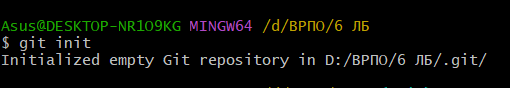 Asus@DESKTOP-NR1O9KG MINGW64 /d/ВРПО/6 ЛБ
$ git init
Initialized empty Git repository in D:/ВРПО/6 ЛБ/.git/